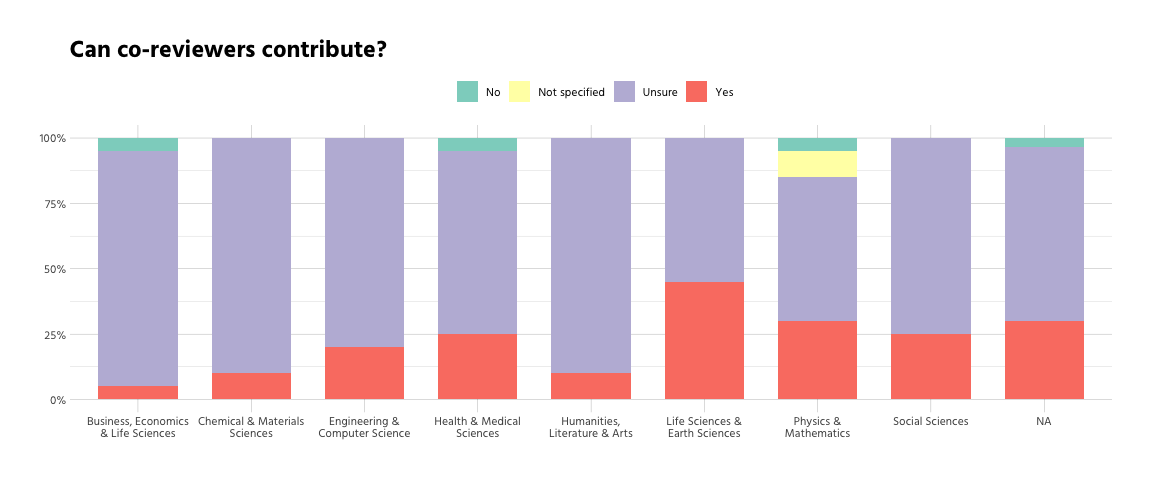 Can co-reviewers contribute?
No Not specified Unsure Yes
100%
75%
50%
25%
0%
Business, Economics
& Life Sciences
Chemical & Materials
Sciences
Engineering &
Computer Science
Health & Medical
Sciences
Humanities,
Literature & Arts
Life Sciences &
Earth Sciences
Physics &
Mathematics
Social Sciences
NA